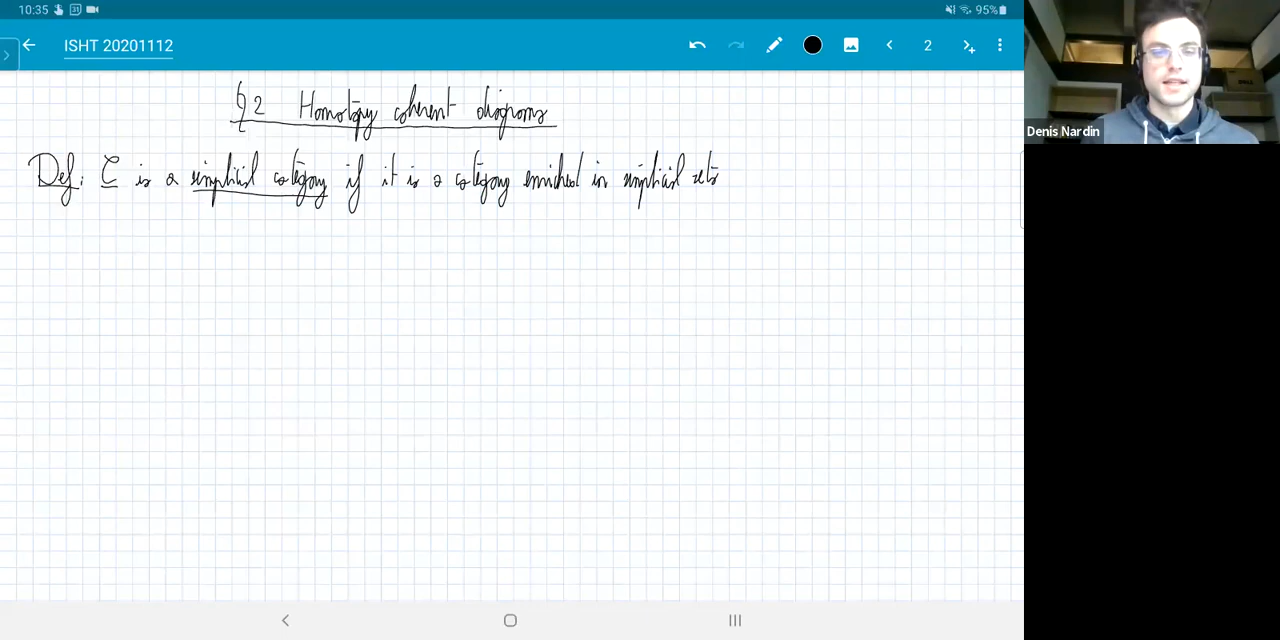 10:35 31 95%
ISHT 20201112 2
§2 Homotopy coherent diagrams
Def: C is a simplicial category if it is a category enriched in simplicial sets
Denis Nardin